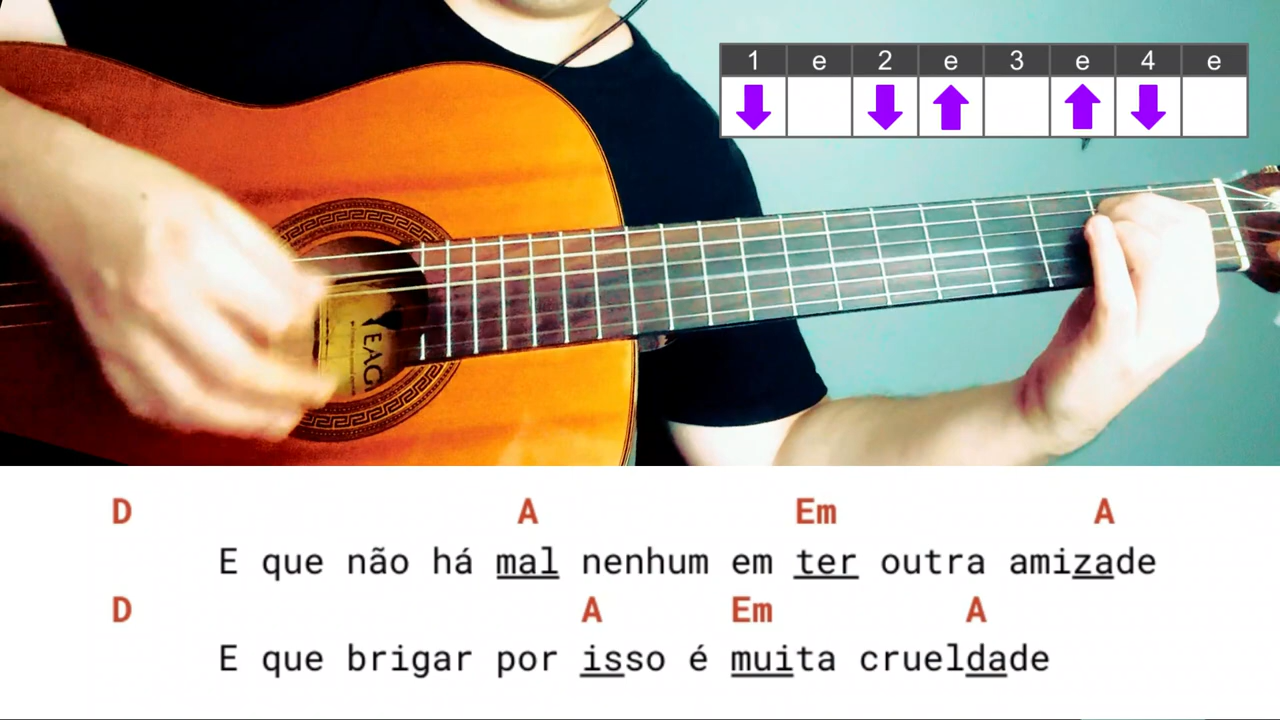 1 e 2 e 3 e 4 e
EAG
D A Em A
E que não há mal nenhum em ter outra amizade
D A Em A
E que brigar por isso é muita crueldade